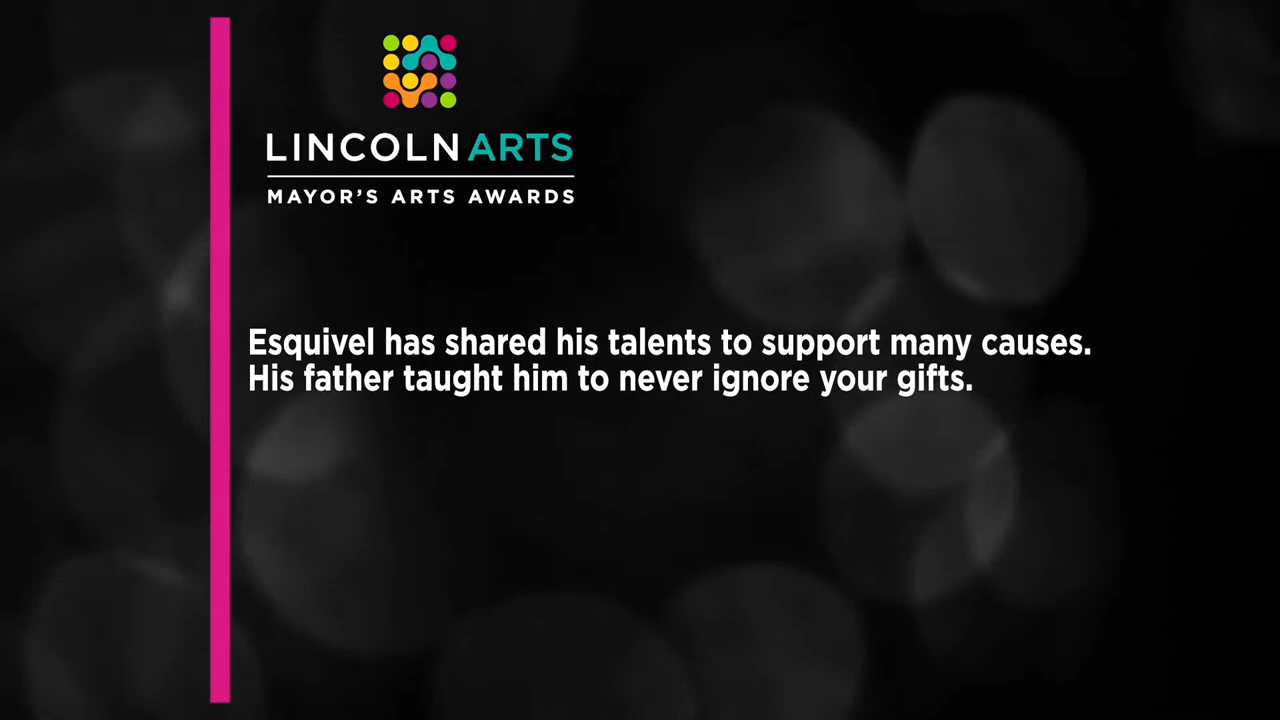 LINCOLN ARTS
MAYOR'S ARTS AWARDS
Esquivel has shared his talents to support many causes.
His father taught him to never ignore your gifts.